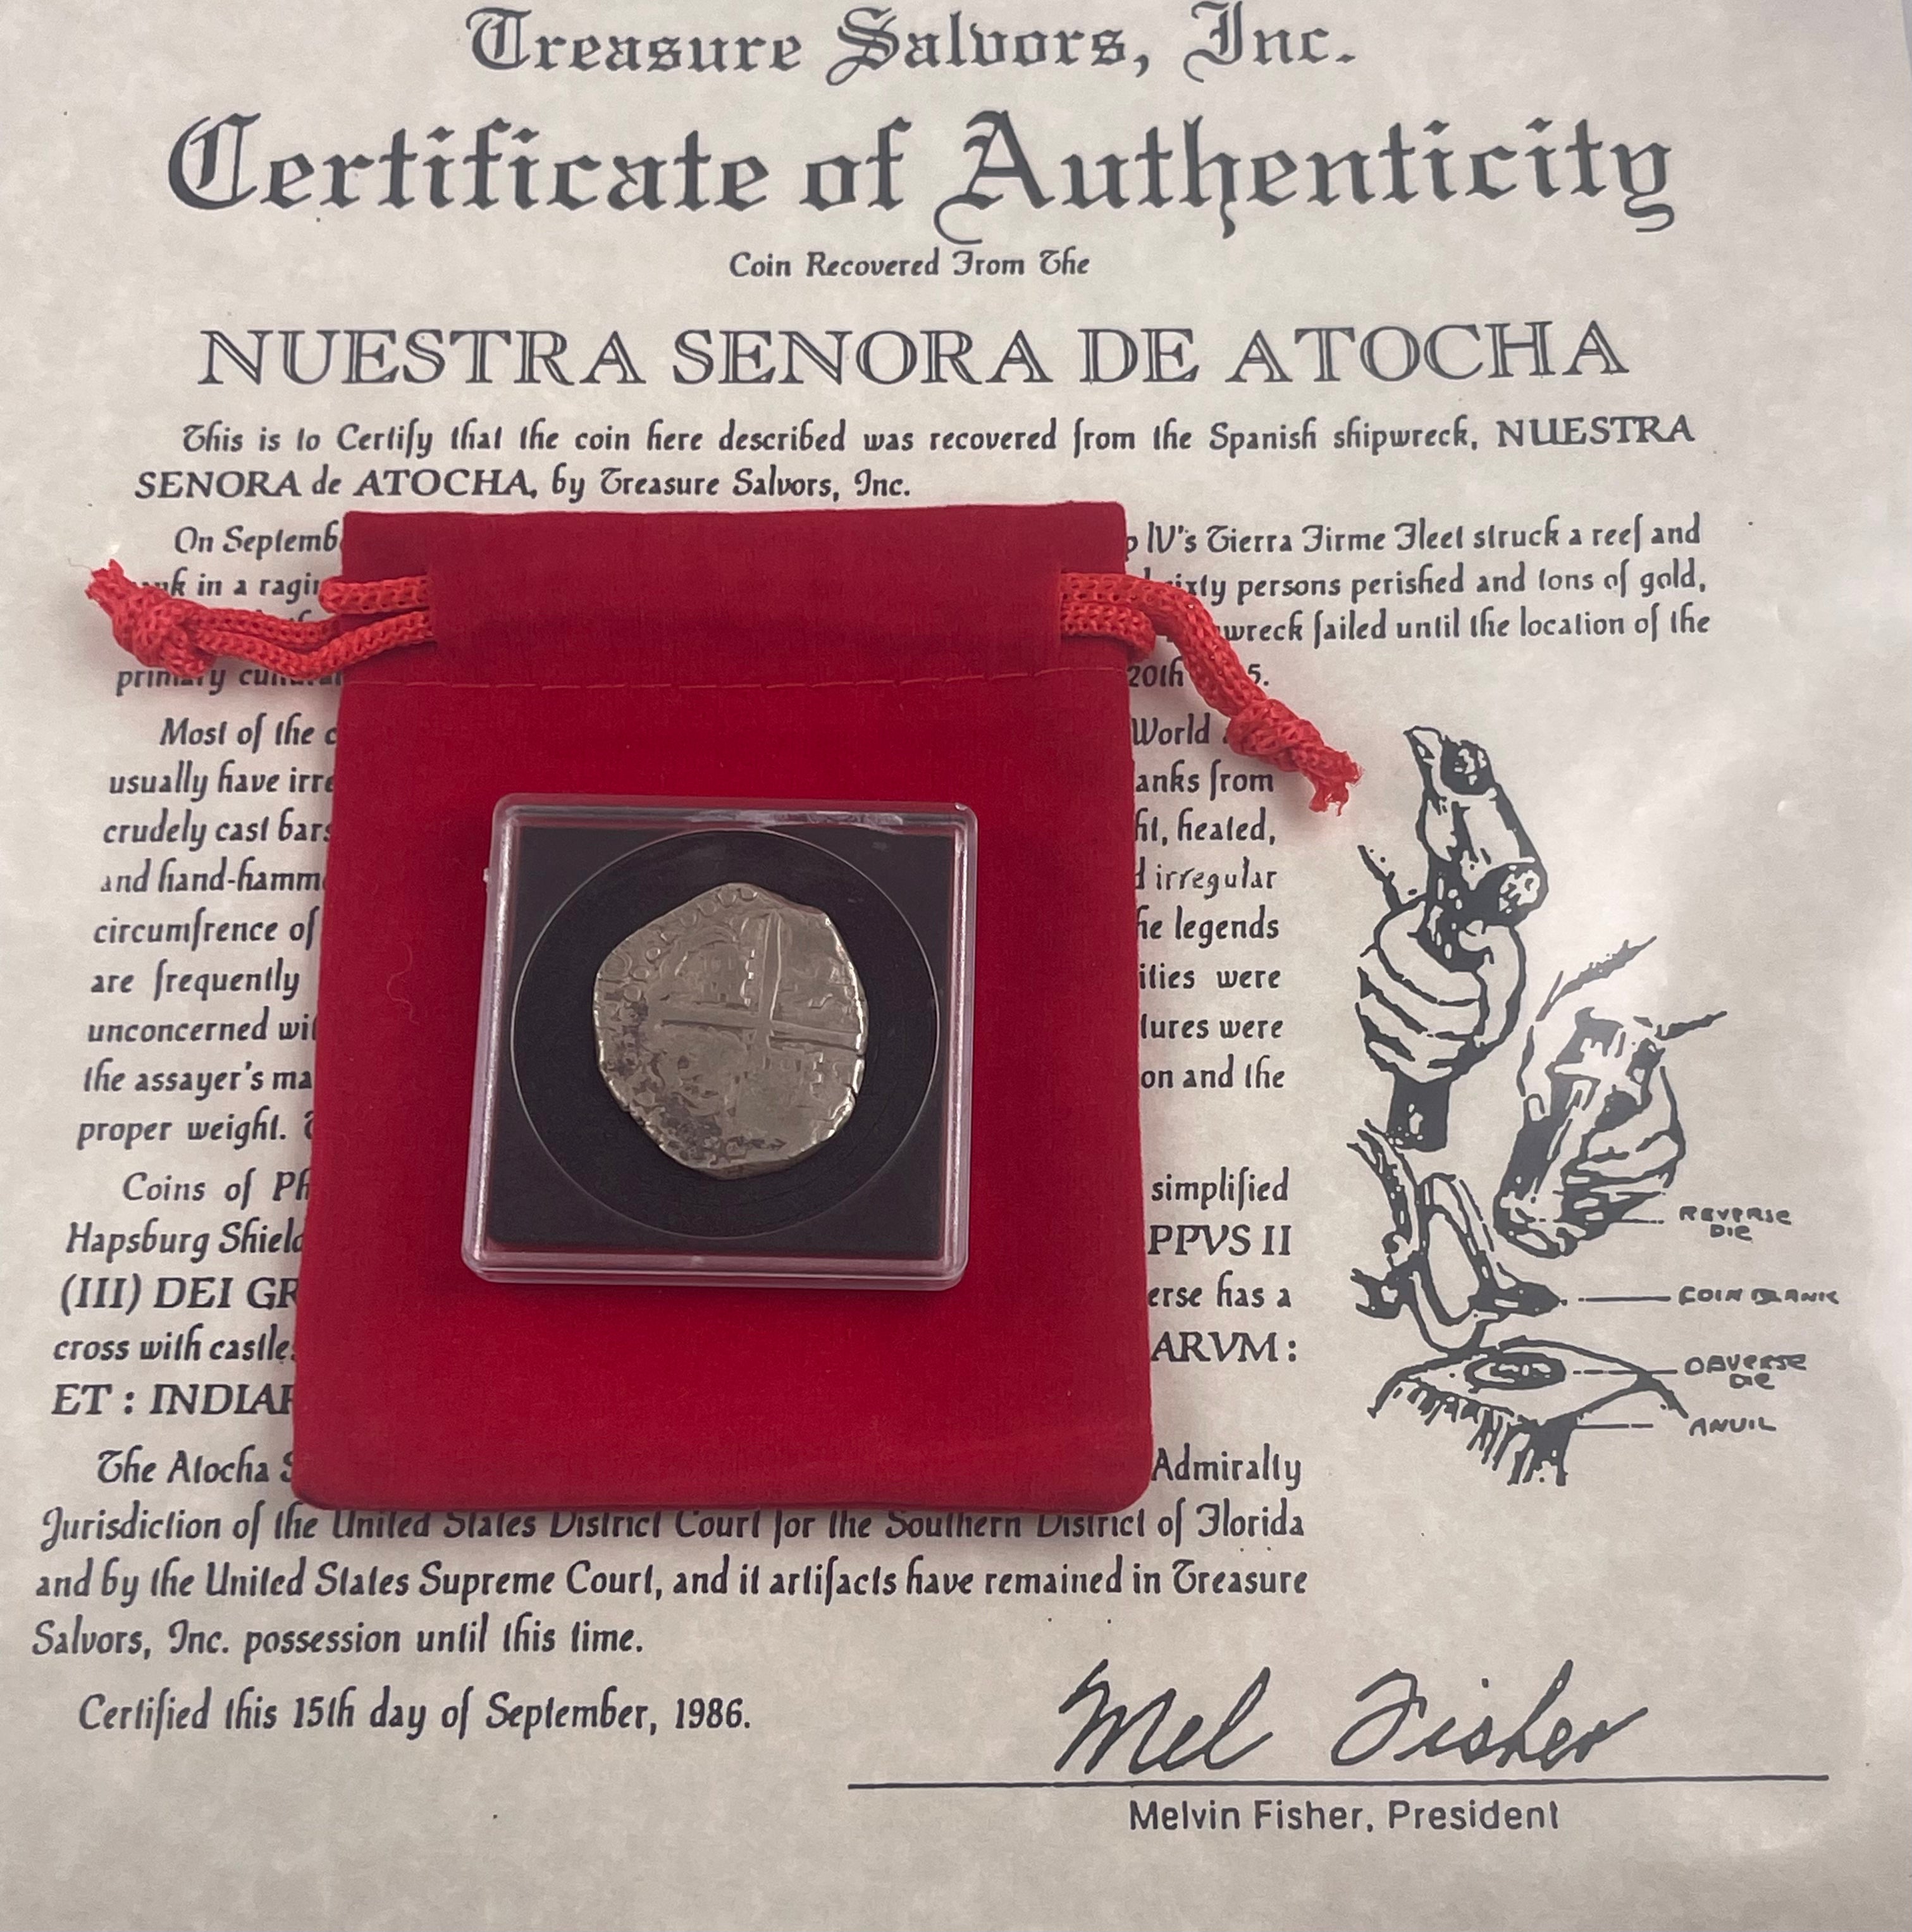 Treasure Salvors, Inc.
Certificate of Authenticity
Coin Recovered From The
NUESTRA SENORA DE ATOCHA
This is to Certify that the coin here described was recovered from the Spanish shipwreck, NUESTRA
SENORA de ATOCHA, by Treasure Salvors, Inc.
On Septemb IV's Tierra Firme Fleet struck a reef and
in a ragin persons perished and tons of gold,
wreck failed until the location of the
20th 5.
Most of the c World
usually have irre anks from
crudely cast bars ht, heated,
and hand-hamm irregular
circumfrence of he legends
are frequently ities were
unconcerned wit tures were
the assayer's ma on and the
proper weight.
Coins of Ph simplified
Hapsburg Shield PPVS II
(III) DEI GR erse has a
cross with castle ARVM :
ET : INDIAR
The Atocha Admiralty
Jurisdiction of the United States District Court for the Southern District of Florida
and by the United States Supreme Court, and it artifacts have remained in Treasure
Salvors, Inc. possession until this time.
Certified this 15th day of September, 1986.
Mel Fisher
Melvin Fisher, President
REVERSE
DIE
COIN BLANK
OBVERSE
DIE
ANVIL